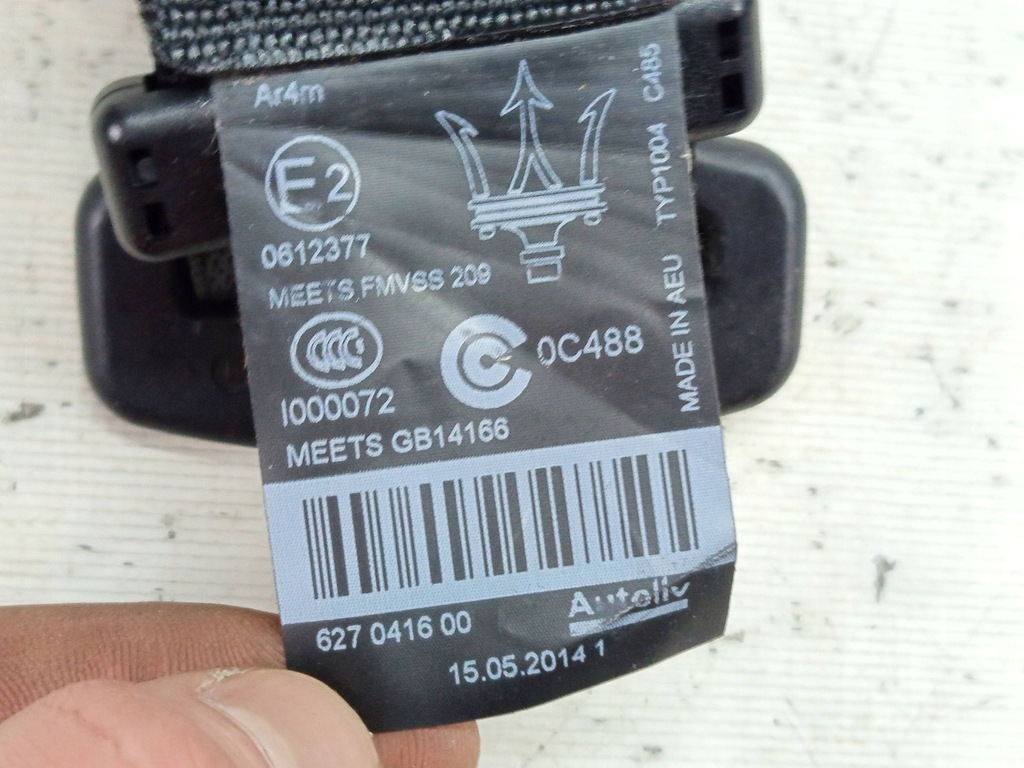 Ar4m
E2
0612377
MEETS FMVSS 209
CCC
0C488
I000072
MEETS GB14166
MADE IN AEU TYP1004 C485
627 0416 00
Autoliv
15.05.2014 1